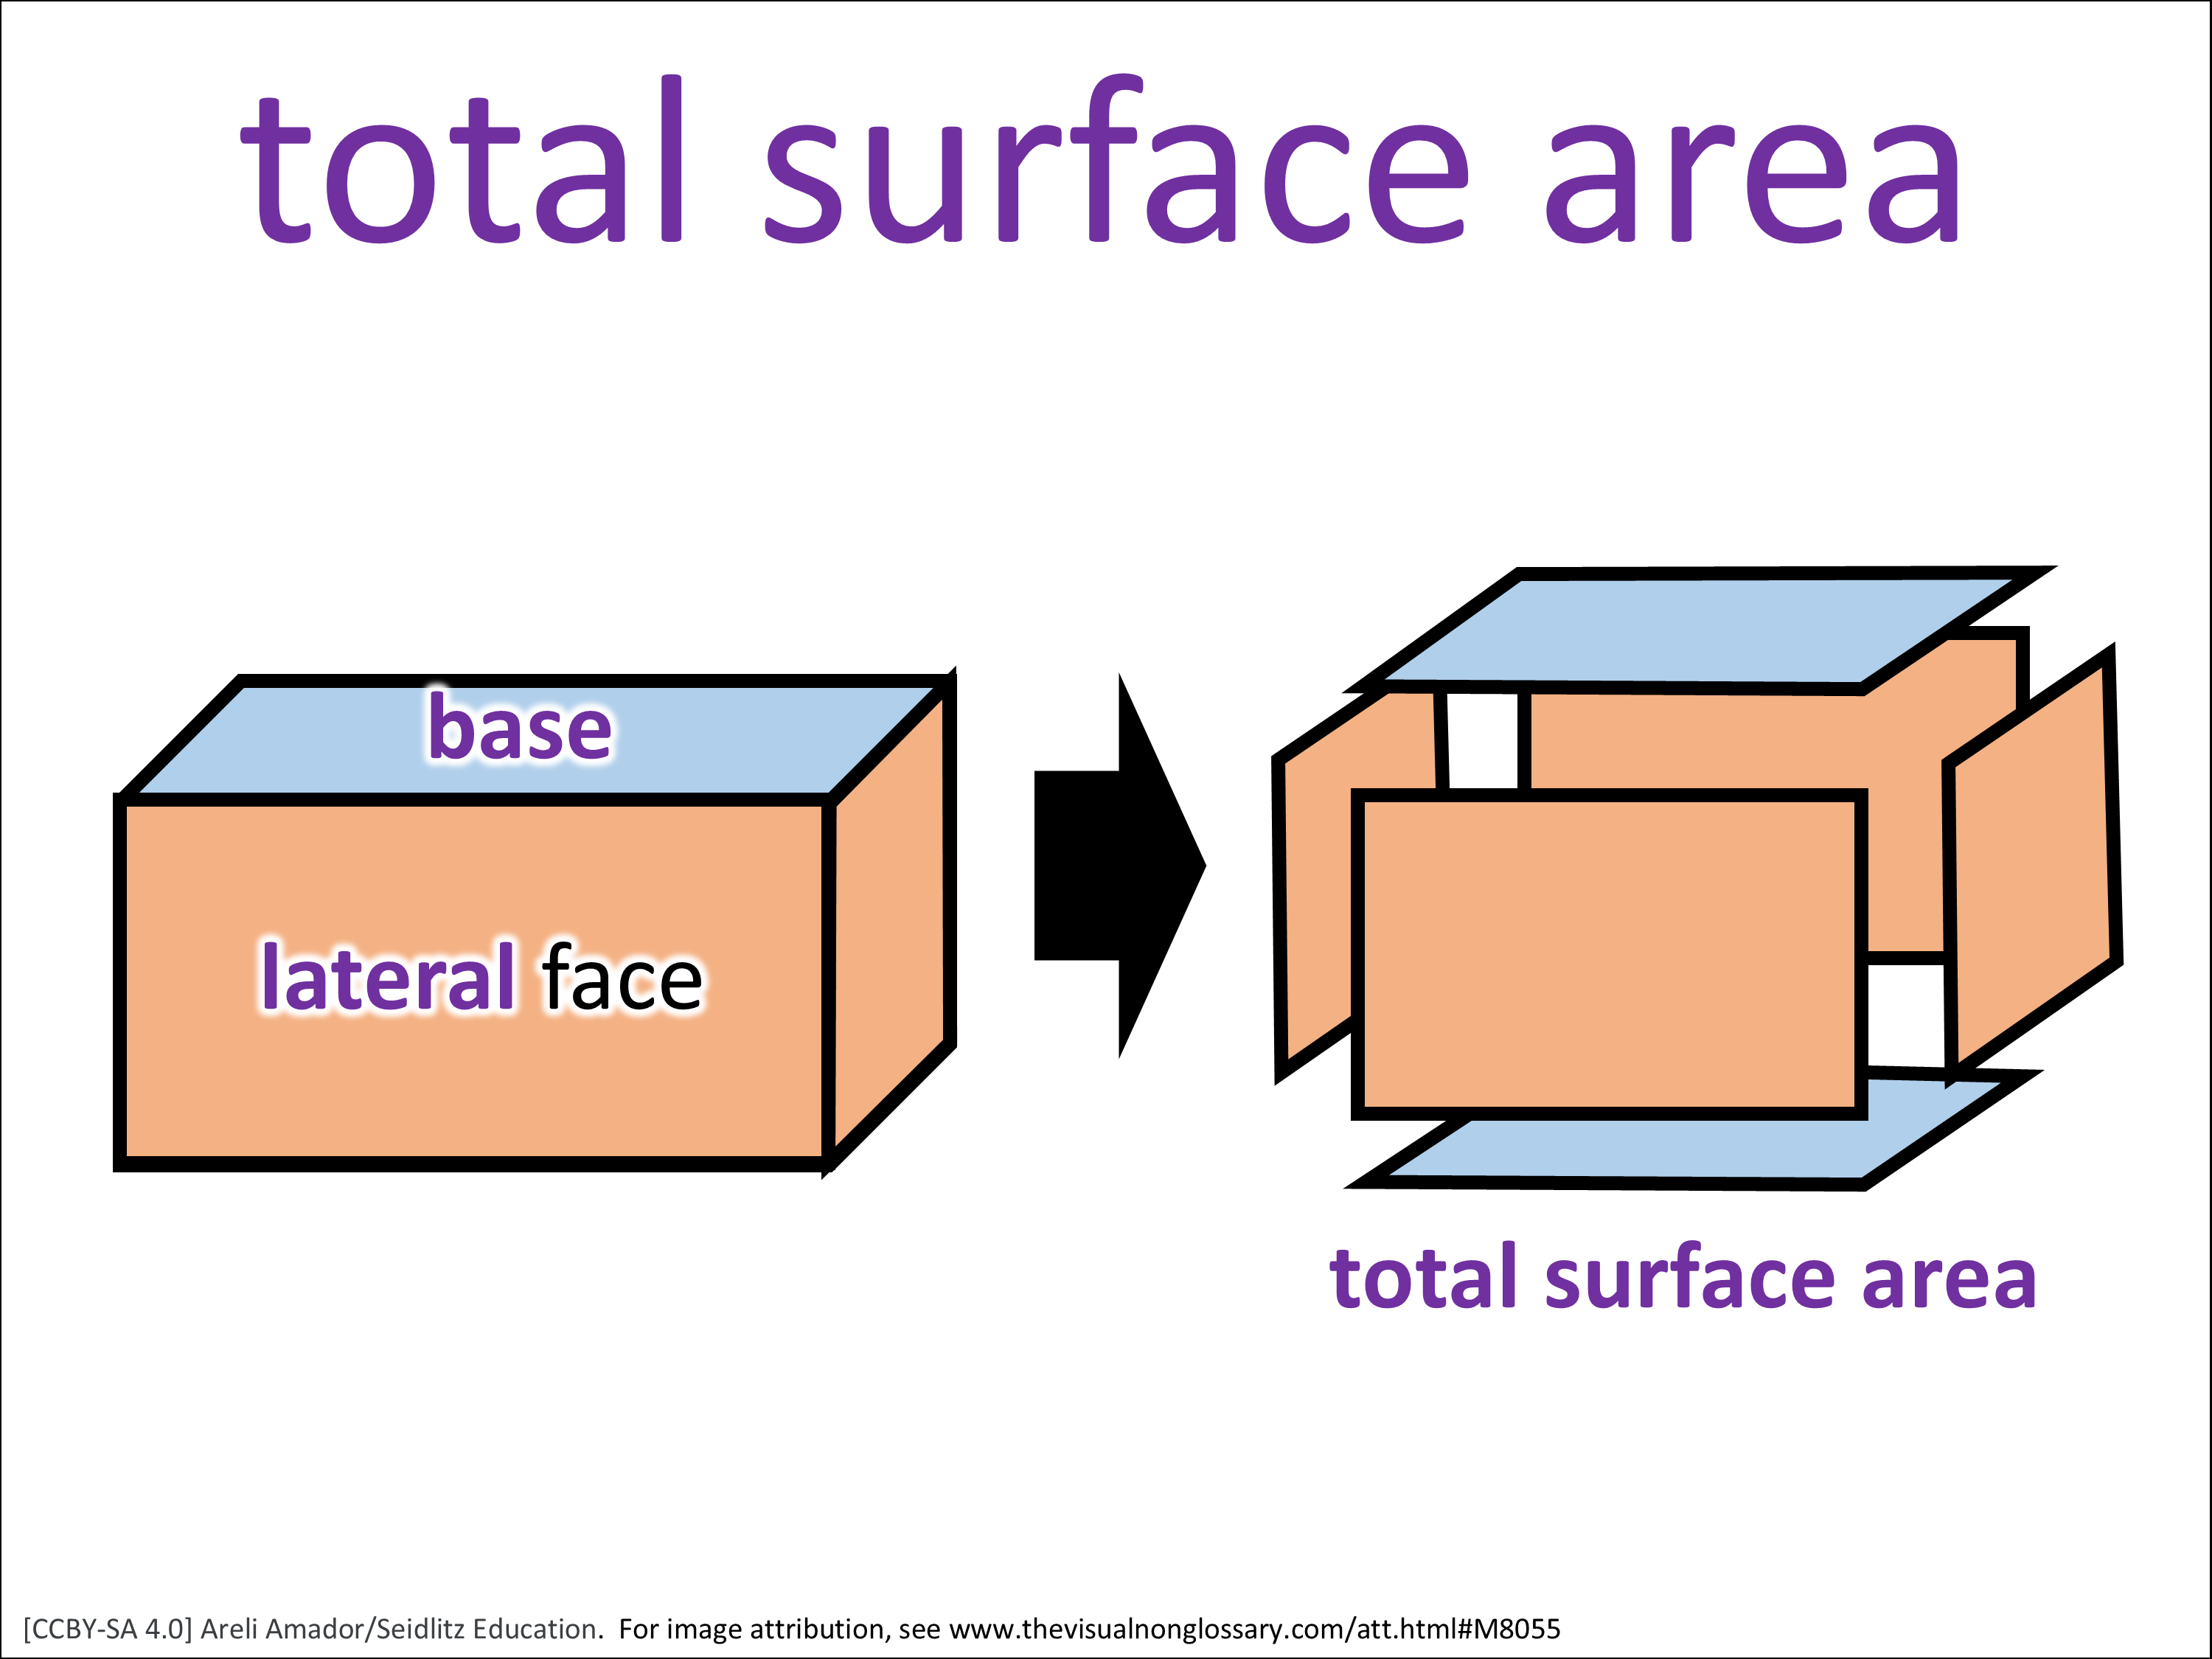 total surface area
base
lateral face
total surface area
[CCBY-SA 4.0] Areli Amador/Seidlitz Education.  For image attribution, see www.thevisualnonglossary.com/att.html#M8055